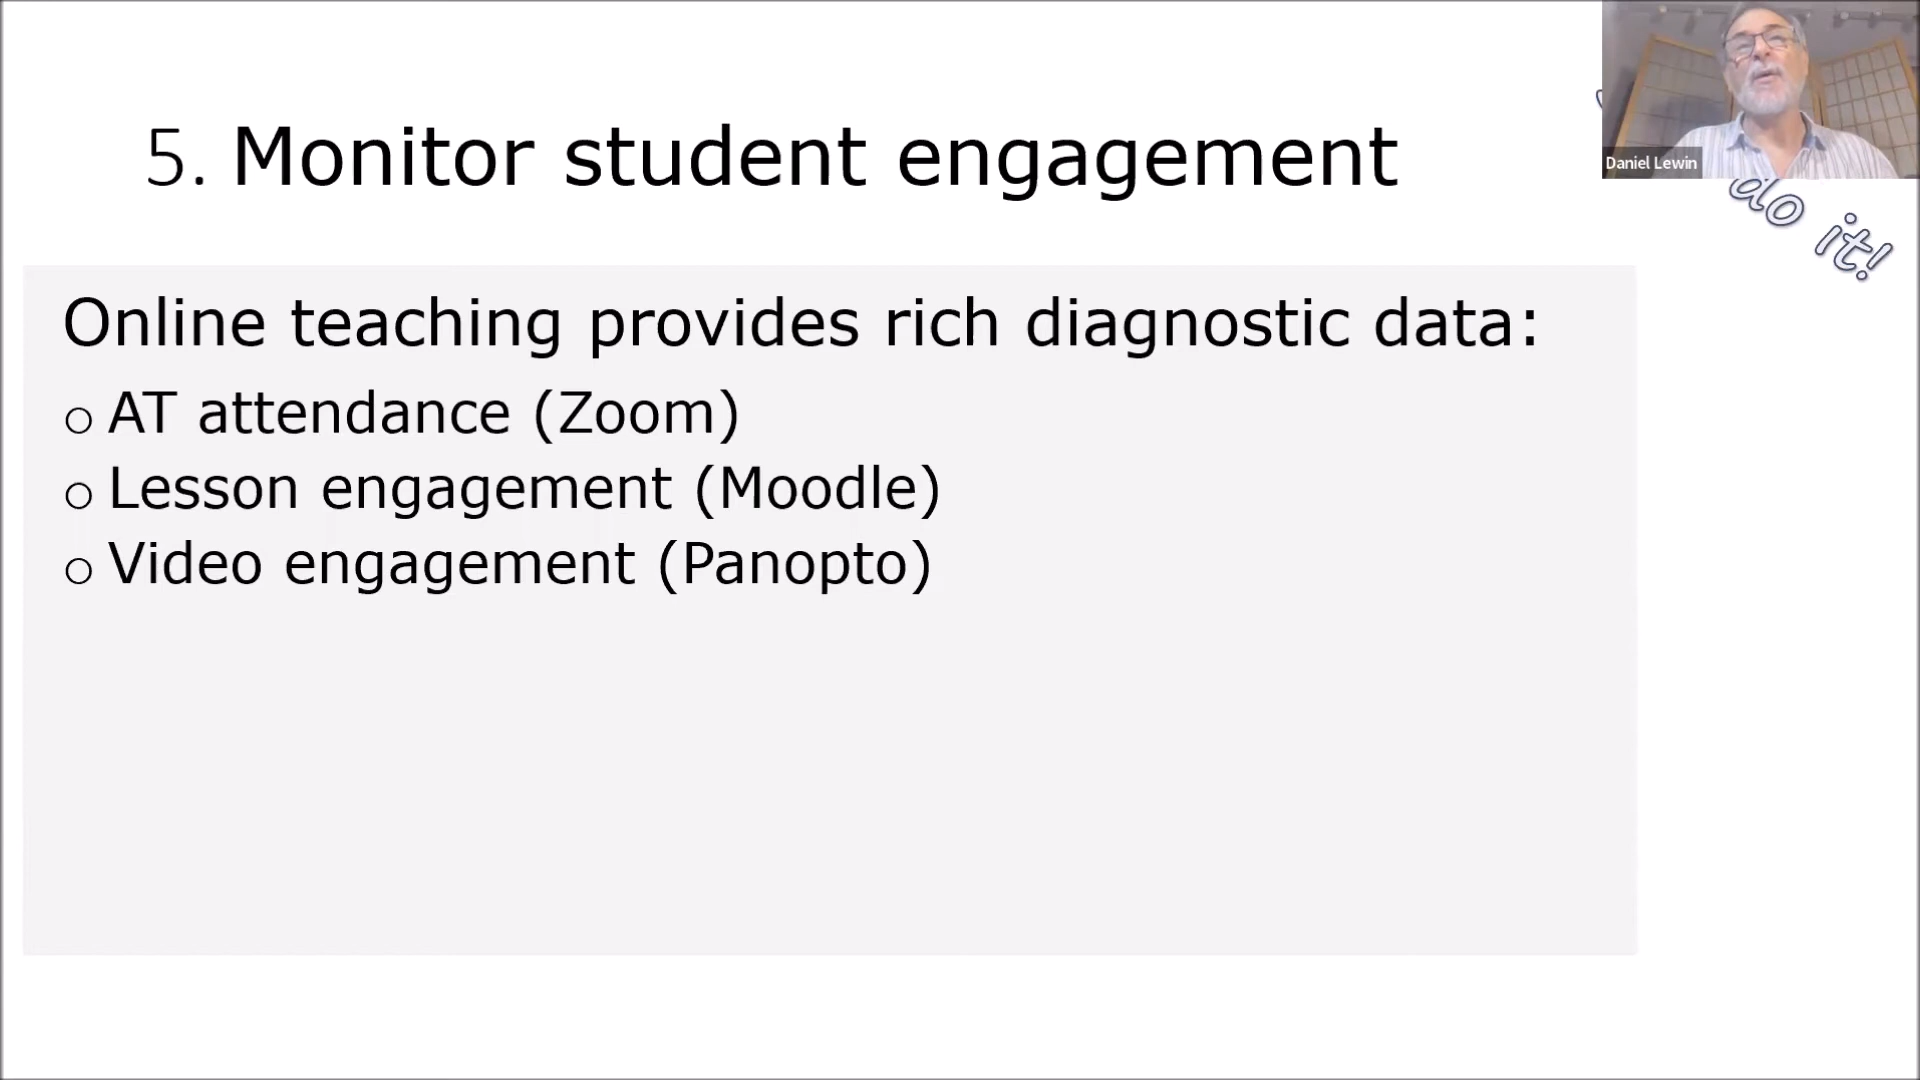 5. Monitor student engagement
Daniel Lewin
do it!
Online teaching provides rich diagnostic data:
o AT attendance (Zoom)
o Lesson engagement (Moodle)
o Video engagement (Panopto)